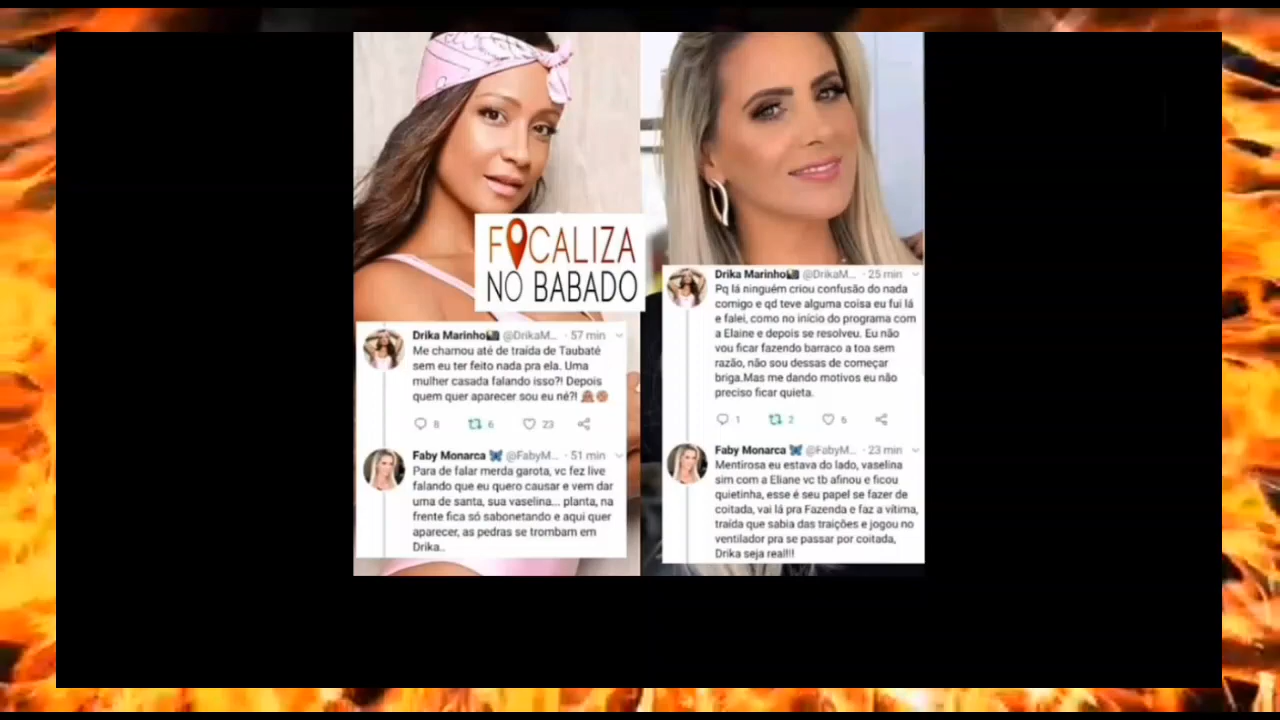 FOCALIZA
NO BABADO
Drika Marinho @DrikaM... · 57 min
Me chamou até de traída de Taubaté
sem eu ter feito nada pra ela. Uma
mulher casada falando isso?! Depois
quem quer aparecer sou eu né?!
8 6 23
Faby Monarca @FabyM... · 51 min
Para de falar merda garota, vc fez live
falando que eu quero causar e vem dar
uma de santa, sua vaselina... planta, na
frente fica só sabonetando e aqui quer
aparecer, as pedras se trombam em
Drika..
Drika Marinho @DrikaM... · 25 min
Pq lá ninguém criou confusão do nada
comigo e qd teve alguma coisa eu fui lá
e falei, como no início do programa com
a Elaine e depois se resolveu. Eu não
vou ficar fazendo barraco a toa sem
razão, não sou dessas de começar
briga.Mas me dando motivos eu não
preciso ficar quieta.
1 2 6
Faby Monarca @FabyM... · 23 min
Mentirosa eu estava do lado, vaselina
sim com a Eliane vc tb afinou e ficou
quietinha, esse é seu papel se fazer de
coitada, vai lá pra Fazenda e faz a vítima,
traída que sabia das traições e jogou no
ventilador pra se passar por coitada,
Drika seja real!!!